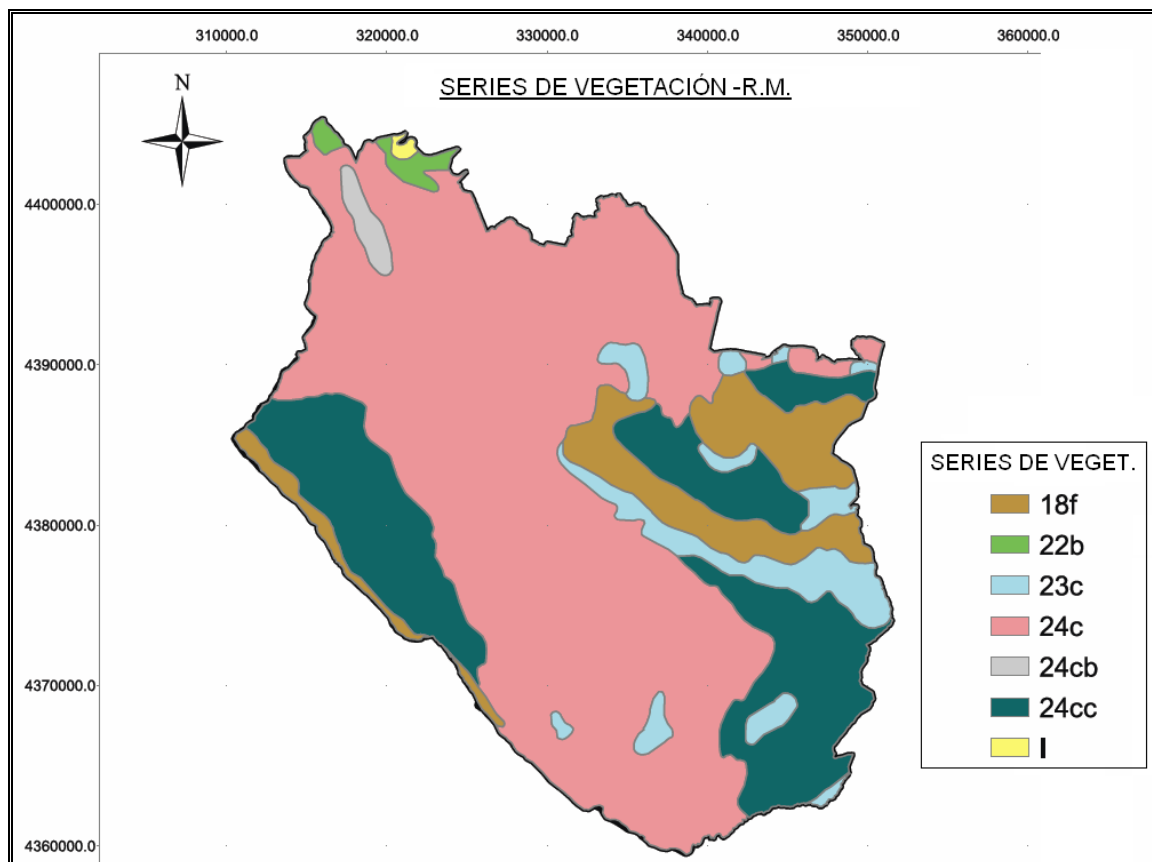 310000.0 320000.0 330000.0 340000.0 350000.0 360000.0
SERIES DE VEGETACIÓN -R.M.
N
4400000.0
4390000.0
4380000.0
4370000.0
4360000.0
SERIES DE VEGET.
18f
22b
23c
24c
24cb
24cc
I